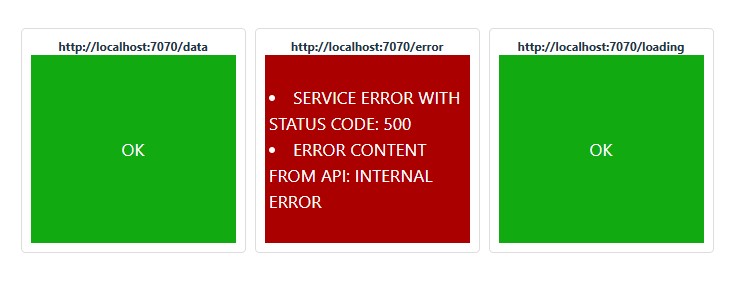 http://localhost:7070/data
OK
http://localhost:7070/error
• SERVICE ERROR WITH
STATUS CODE: 500
• ERROR CONTENT
FROM API: INTERNAL
ERROR
http://localhost:7070/loading
OK